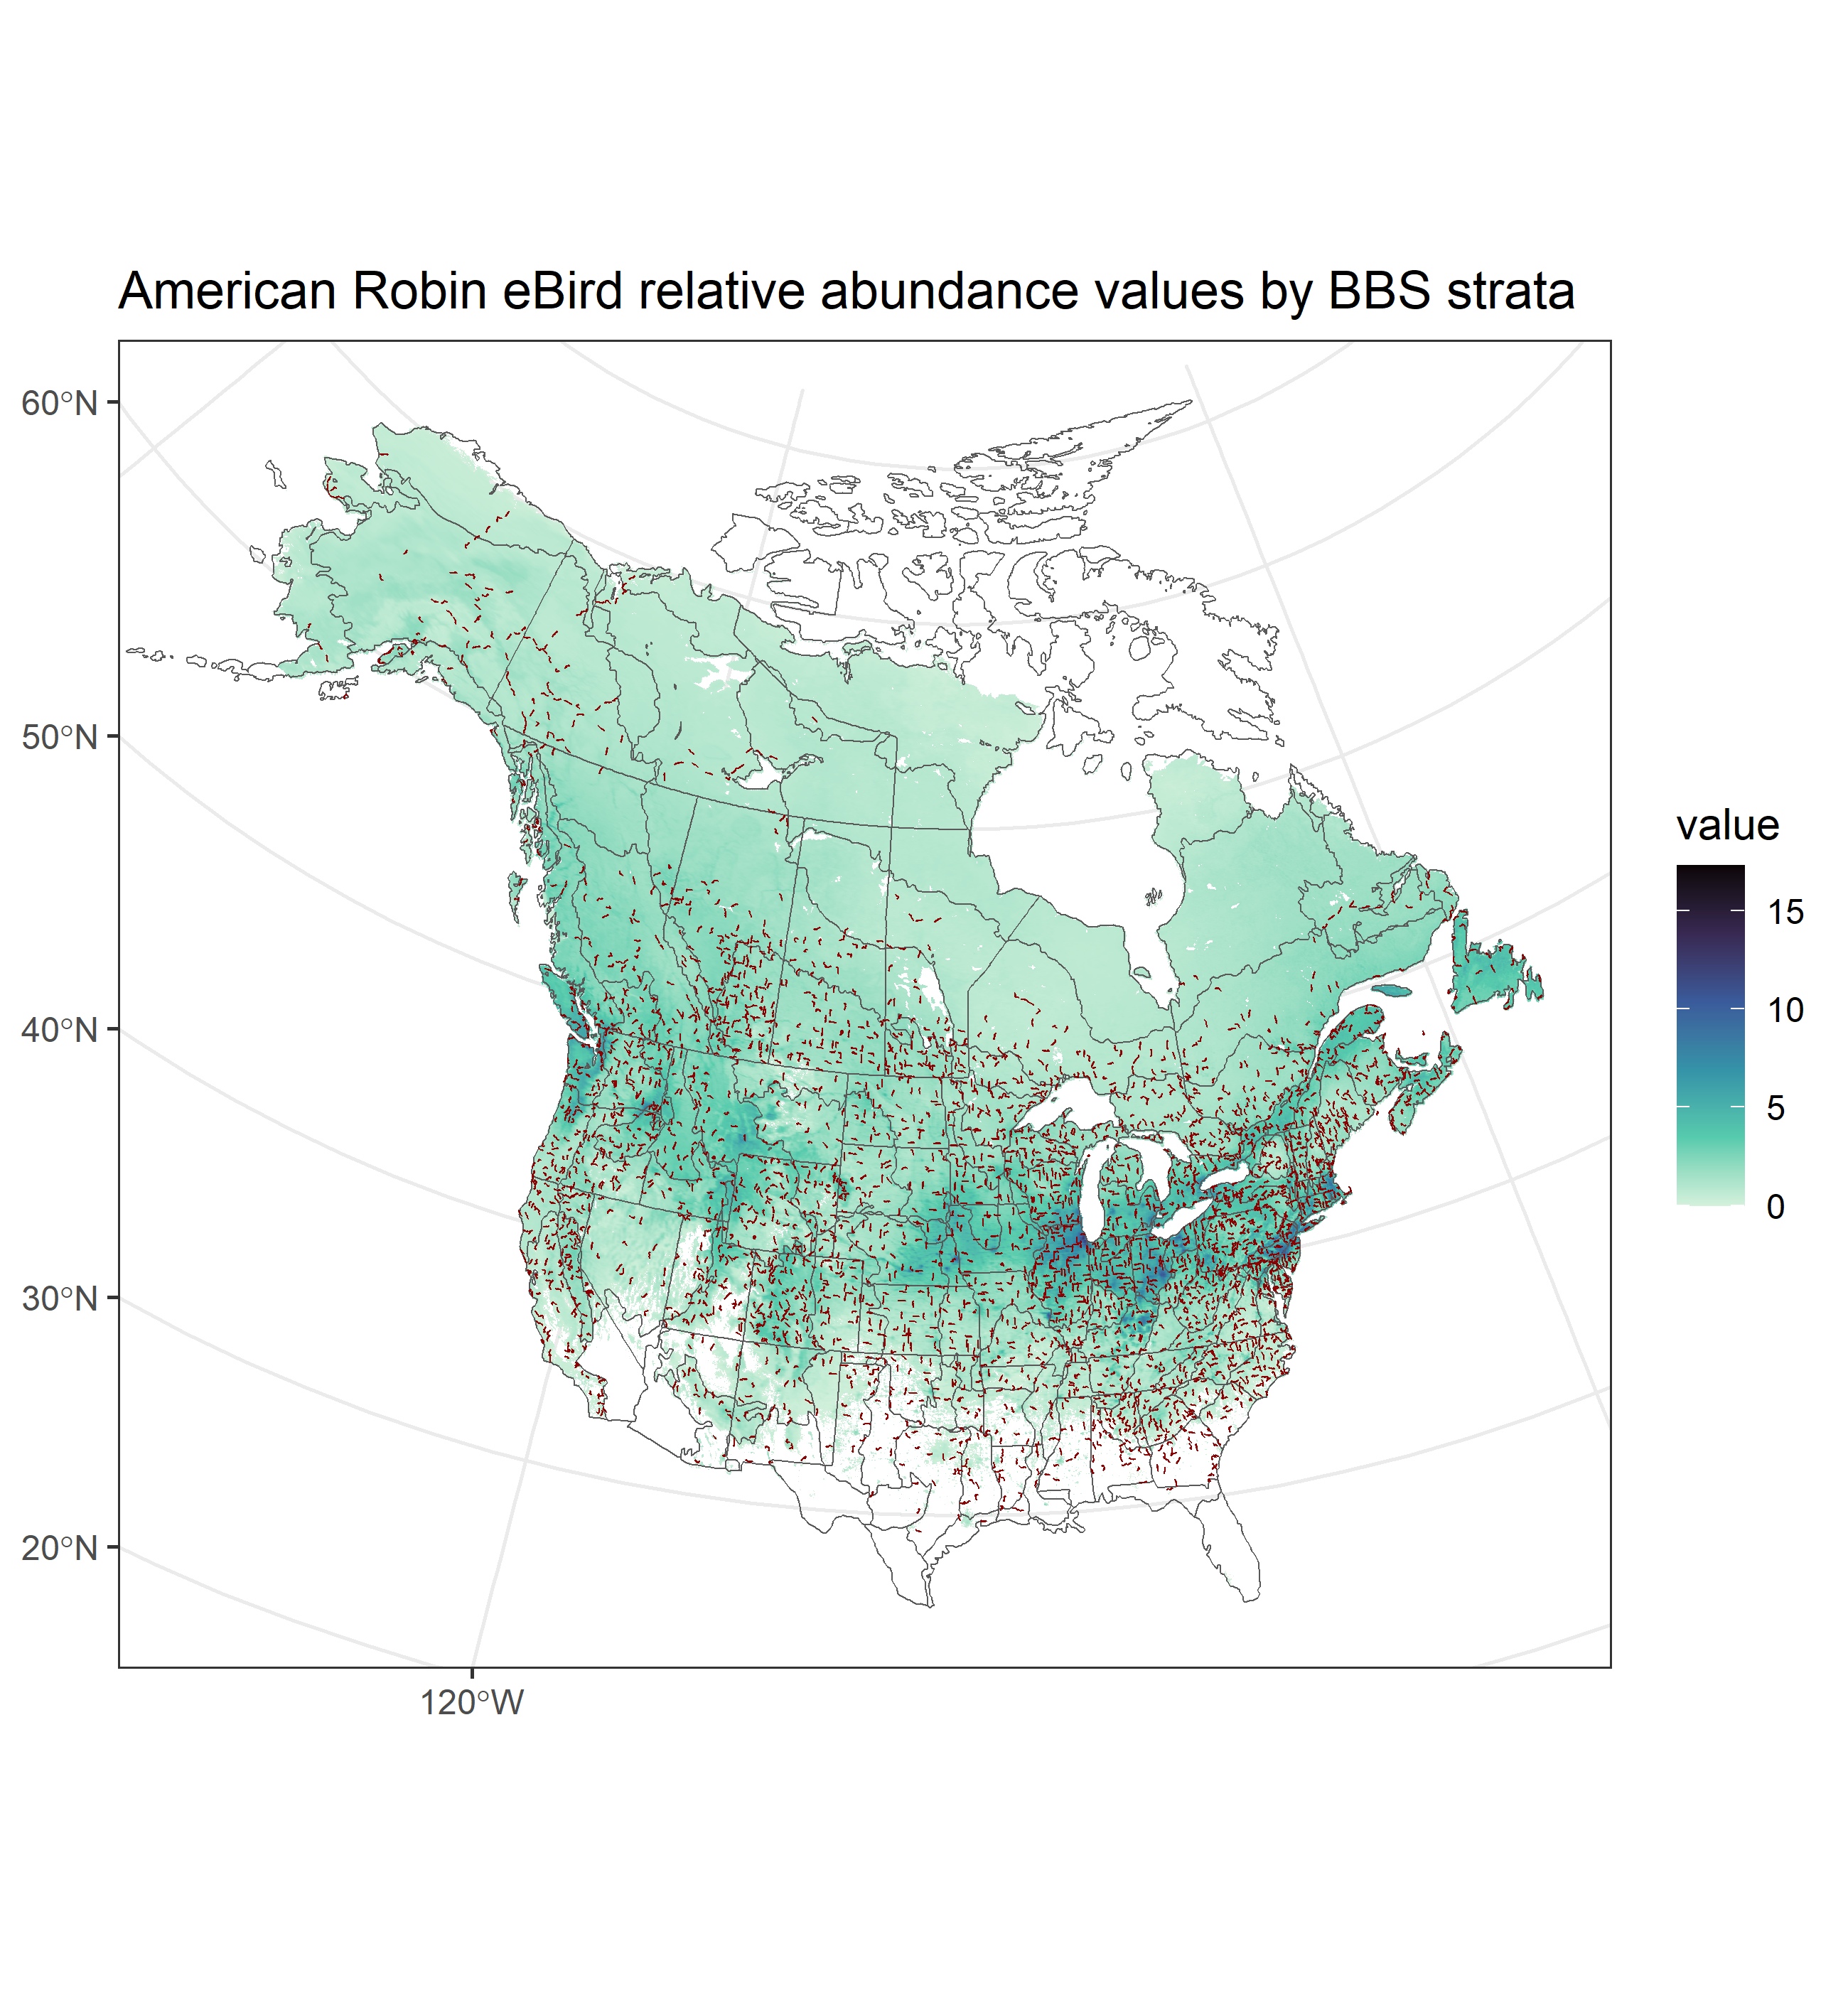 American Robin eBird relative abundance values by BBS strata
60°N
50°N
40°N
30°N
20°N
120°W
value
15
10
5
0